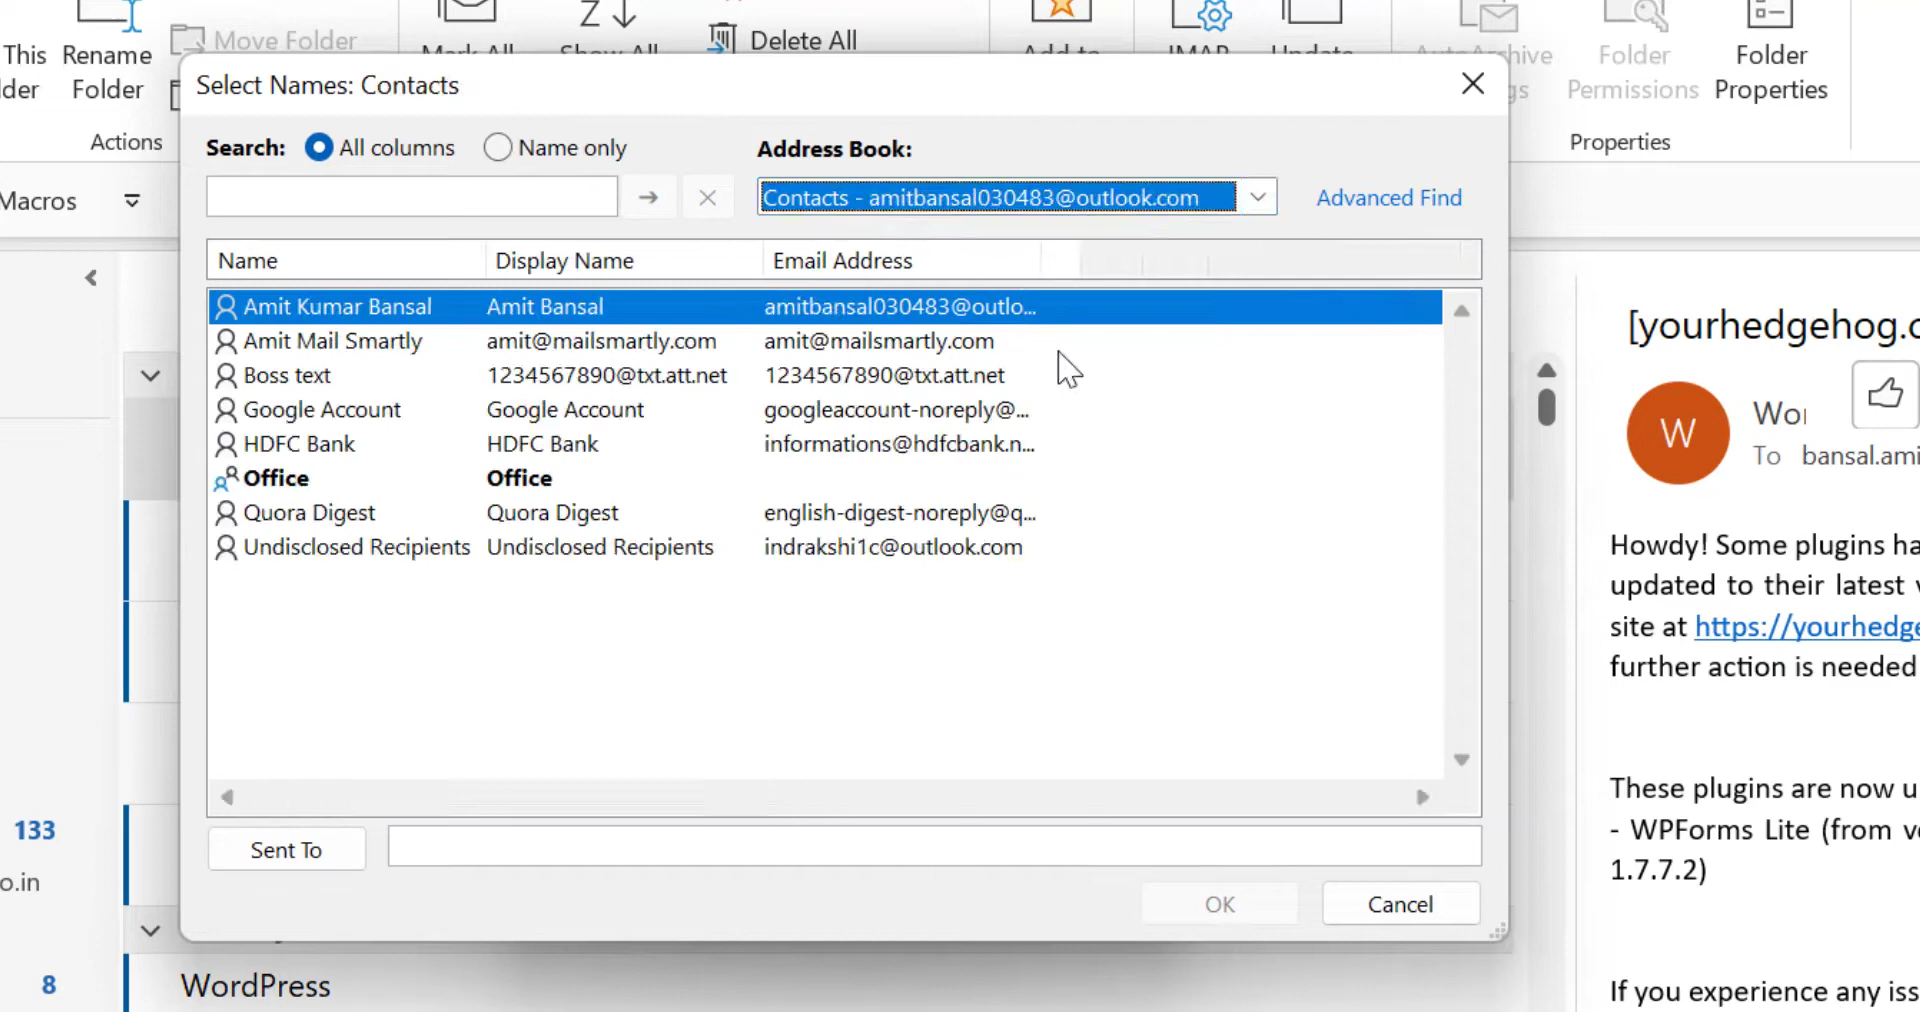 This Rename
Folder
Move Folder
Delete All
Folder
Permissions
Folder
Properties
Actions
Properties
Macros
Select Names: Contacts
Search: All columns Name only Address Book:
Contacts - amitbansal030483@outlook.com Advanced Find
Name Display Name Email Address
Amit Kumar Bansal Amit Bansal amitbansal030483@outlo...
Amit Mail Smartly amit@mailsmartly.com amit@mailsmartly.com
Boss text 1234567890@txt.att.net 1234567890@txt.att.net
Google Account Google Account googleaccount-noreply@...
HDFC Bank HDFC Bank informations@hdfcbank.n...
Office Office
Quora Digest Quora Digest english-digest-noreply@q...
Undisclosed Recipients Undisclosed Recipients indrakshi1c@outlook.com
Sent To
OK Cancel
133
o.in
8
WordPress
[yourhedgehog.c
W
To bansal.ami
Howdy! Some plugins ha
updated to their latest v
site at https://yourhedge
further action is needed
These plugins are now u
- WPForms Lite (from ve
1.7.7.2)
If you experience any iss